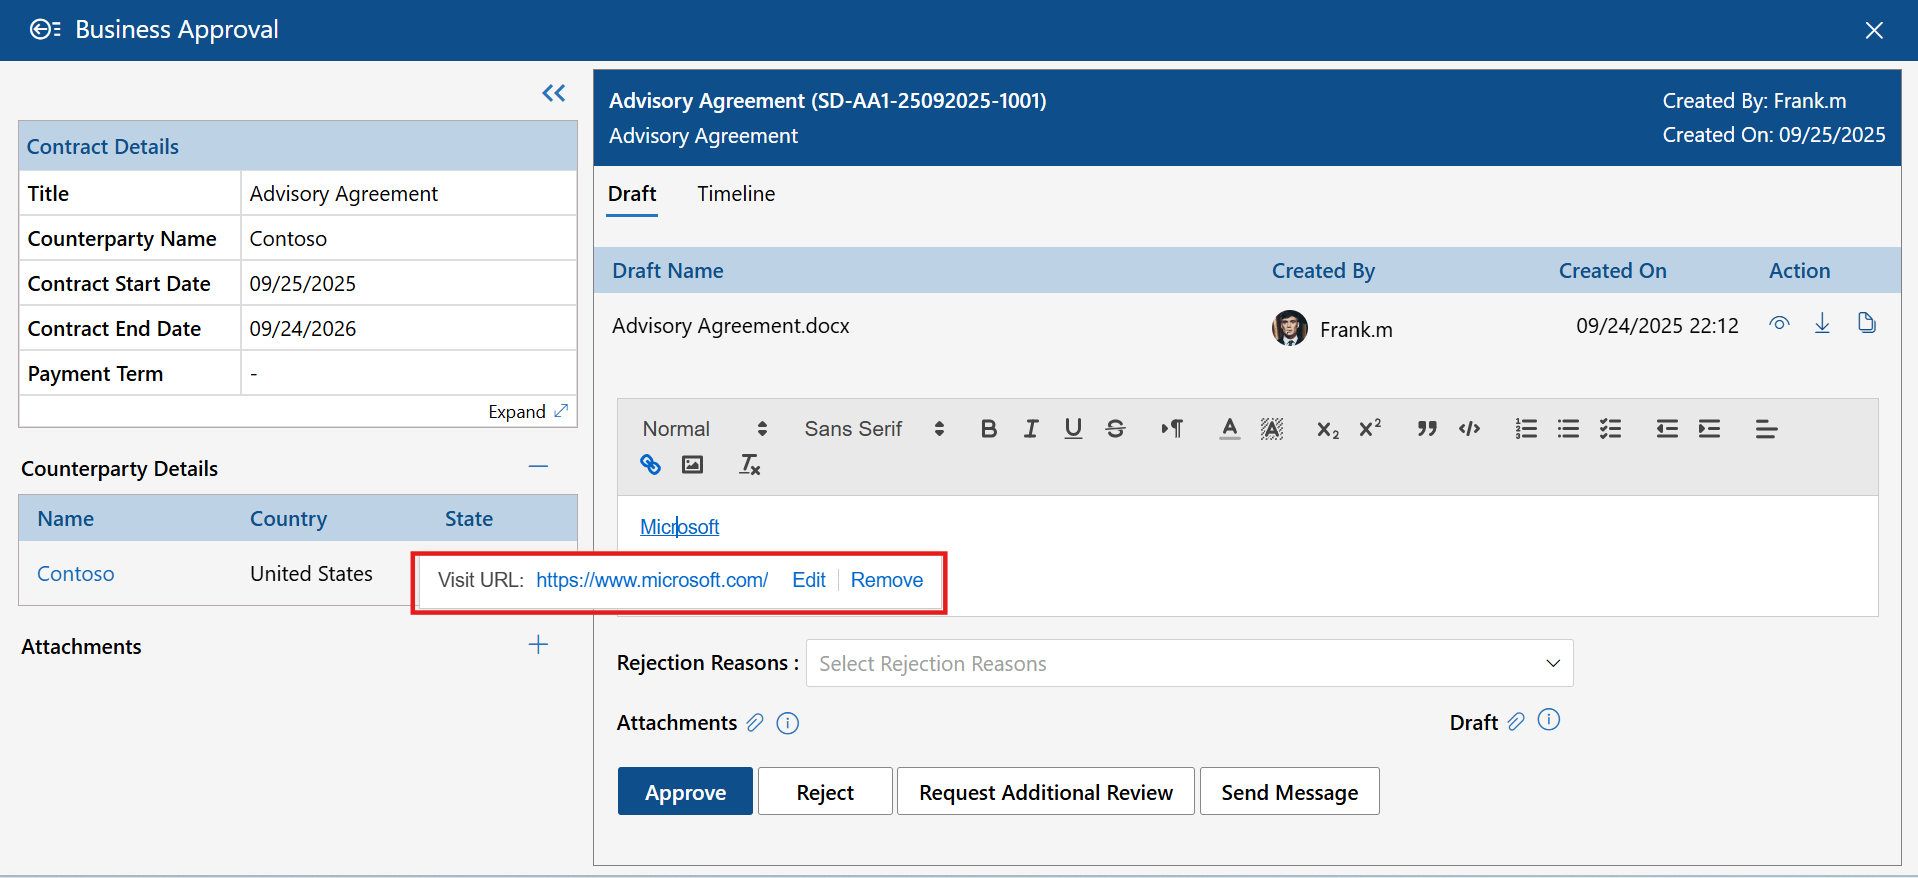 Business Approval
Contract Details
Title Advisory Agreement
Counterparty Name Contoso
Contract Start Date 09/25/2025
Contract End Date 09/24/2026
Payment Term -
Expand
Counterparty Details
Name Country State
Contoso United States
Attachments
Advisory Agreement (SD-AA1-25092025-1001)
Advisory Agreement
Created By: Frank.m
Created On: 09/25/2025
Draft Timeline
Draft Name Created By Created On Action
Advisory Agreement.docx Frank.m 09/24/2025 22:12
Normal Sans Serif
Microsoft
Visit URL: https://www.microsoft.com/ Edit Remove
Rejection Reasons : Select Rejection Reasons
Attachments Draft
Approve Reject Request Additional Review Send Message